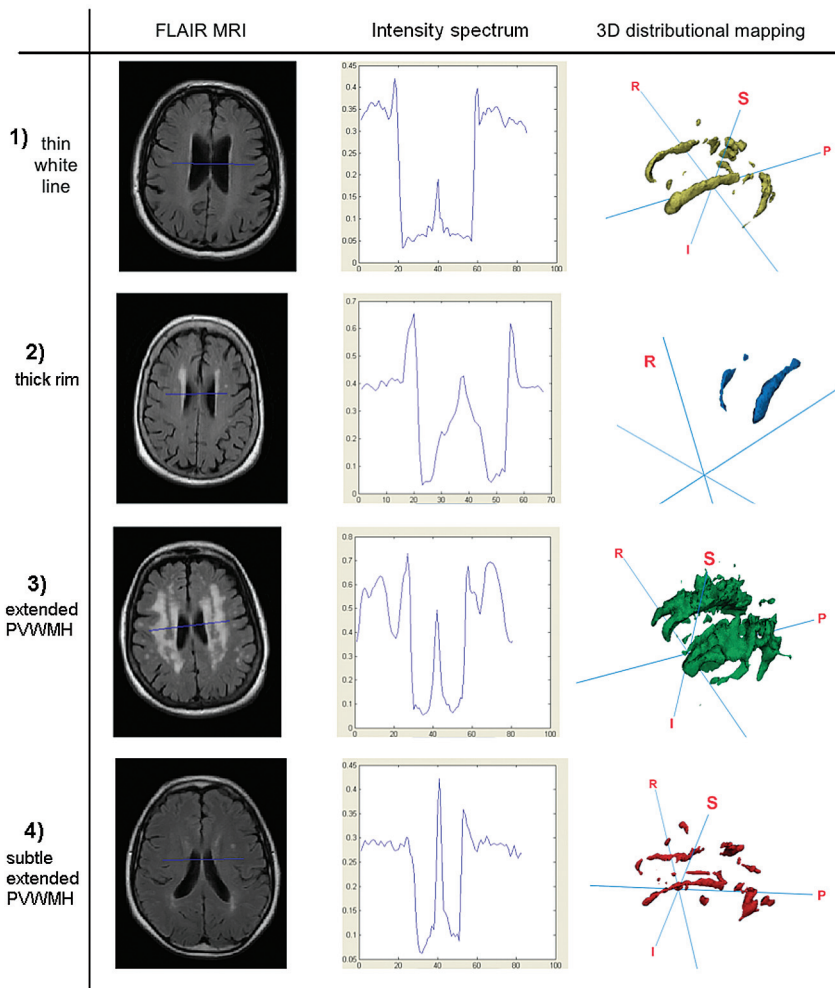 FLAIR MRI Intensity spectrum 3D distributional mapping
1) thin
white
line
0.45
0.4
0.35
0.3
0.25
0.2
0.15
0.1
0.05
0
0 20 40 60 80 100
R S P I
2)
thick rim
0.7
0.6
0.5
0.4
0.3
0.2
0.1
0
0 10 20 30 40 50 60 70
R
3)
extended
PVWMH
0.8
0.7
0.6
0.5
0.4
0.3
0.2
0.1
0
0 20 40 60 80 100
R S P I
4)
subtle
extended
PVWMH
0.45
0.4
0.35
0.3
0.25
0.2
0.15
0.1
0.05
0 20 40 60 80 100
R S P I